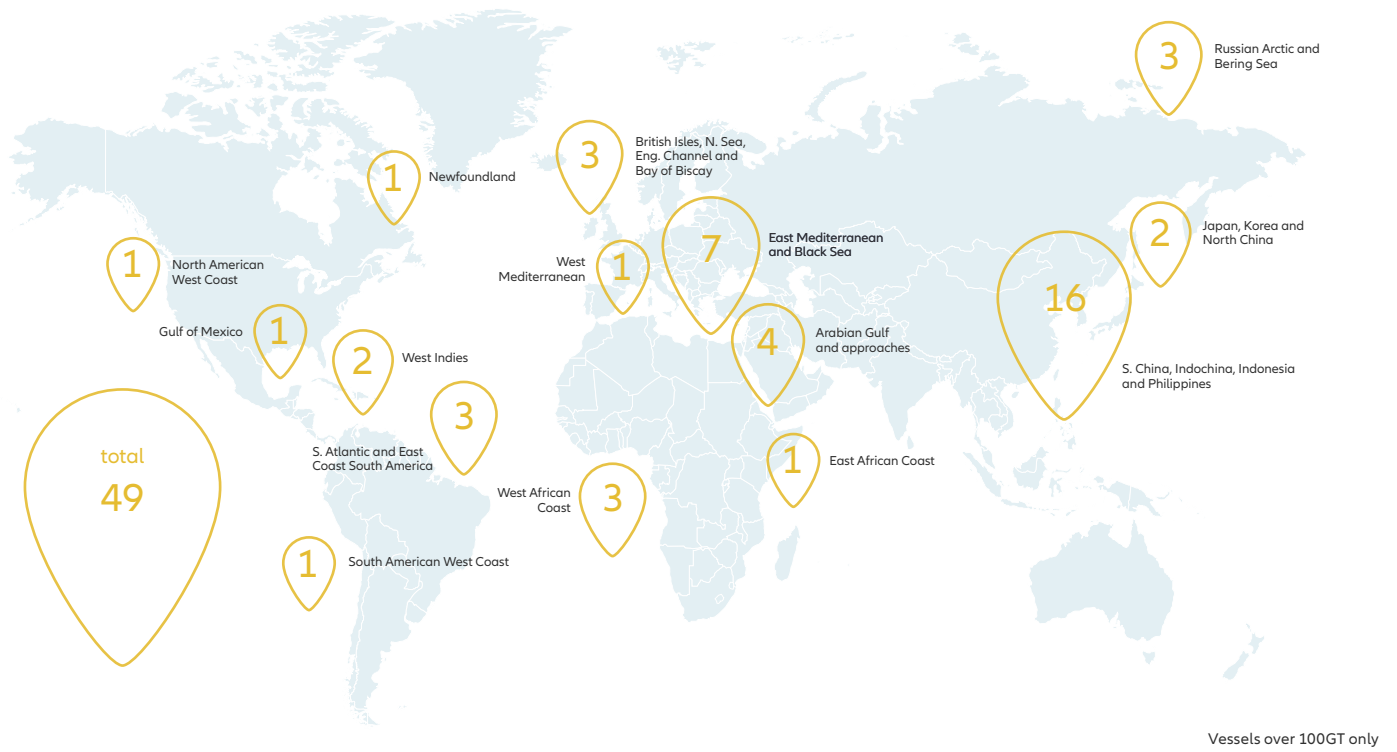 3
Russian Arctic and
Bering Sea
3
British Isles, N. Sea,
Eng. Channel and
Bay of Biscay
1
Newfoundland
2
Japan, Korea and
North China
7
East Mediterranean
and Black Sea
1
North American
West Coast
West
Mediterranean
1
16
S. China, Indochina, Indonesia
and Philippines
Gulf of Mexico
1
4
Arabian Gulf
and approaches
2
West Indies
3
S. Atlantic and East
Coast South America
total
49
1
East African Coast
West African
Coast
3
1
South American West Coast
Vessels over 100GT only